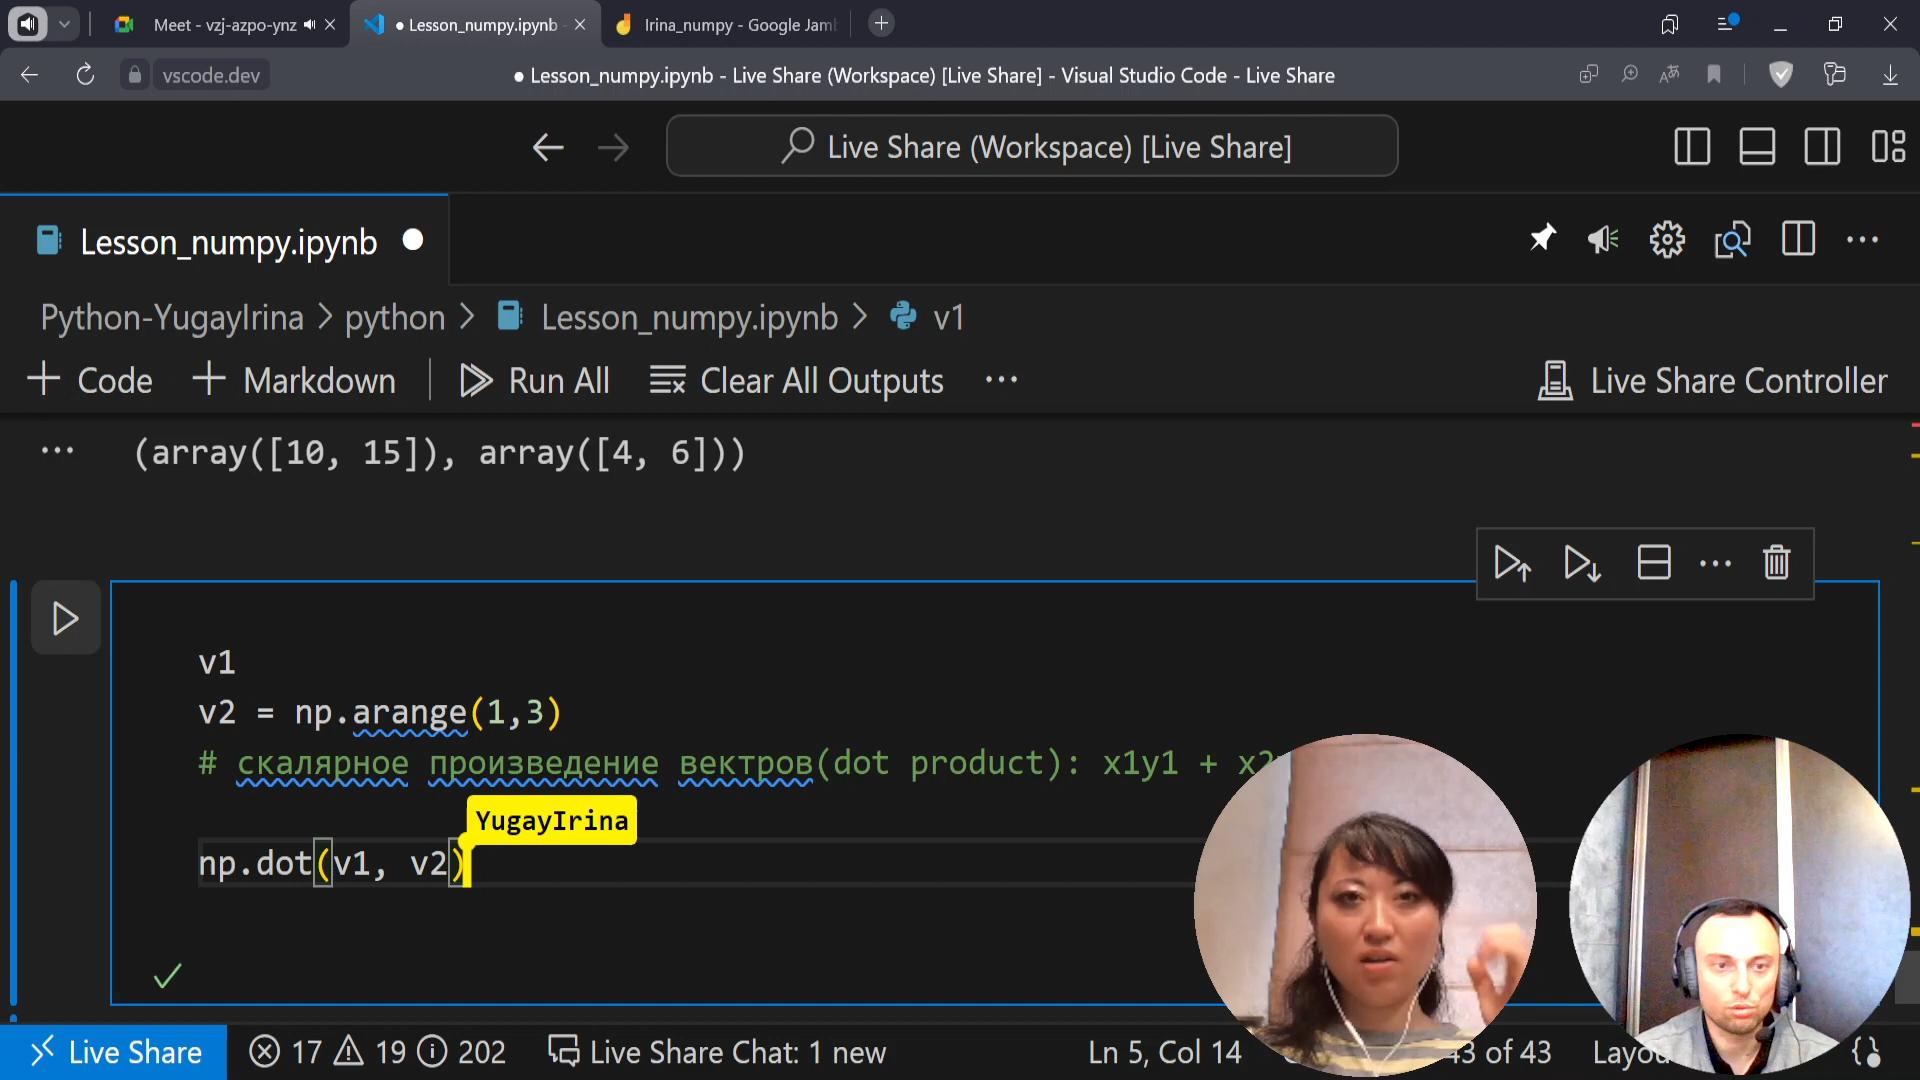 Meet - vzj-azpo-ynz
Lesson_numpy.ipynb
Irina_numpy - Google Jam
vscode.dev
● Lesson_numpy.ipynb - Live Share (Workspace) [Live Share] - Visual Studio Code - Live Share
Live Share (Workspace) [Live Share]
Lesson_numpy.ipynb
Python-YugayIrina > python > Lesson_numpy.ipynb > v1
+ Code + Markdown Run All Clear All Outputs ··· Live Share Controller
··· (array([10, 15]), array([4, 6]))
v1
v2 = np.arange(1,3)
# скалярное произведение вектров(dot product): x1y1 + x2
YugayIrina
np.dot(v1, v2)
Live Share 17 19 202 Live Share Chat: 1 new Ln 5, Col 14 43 of 43